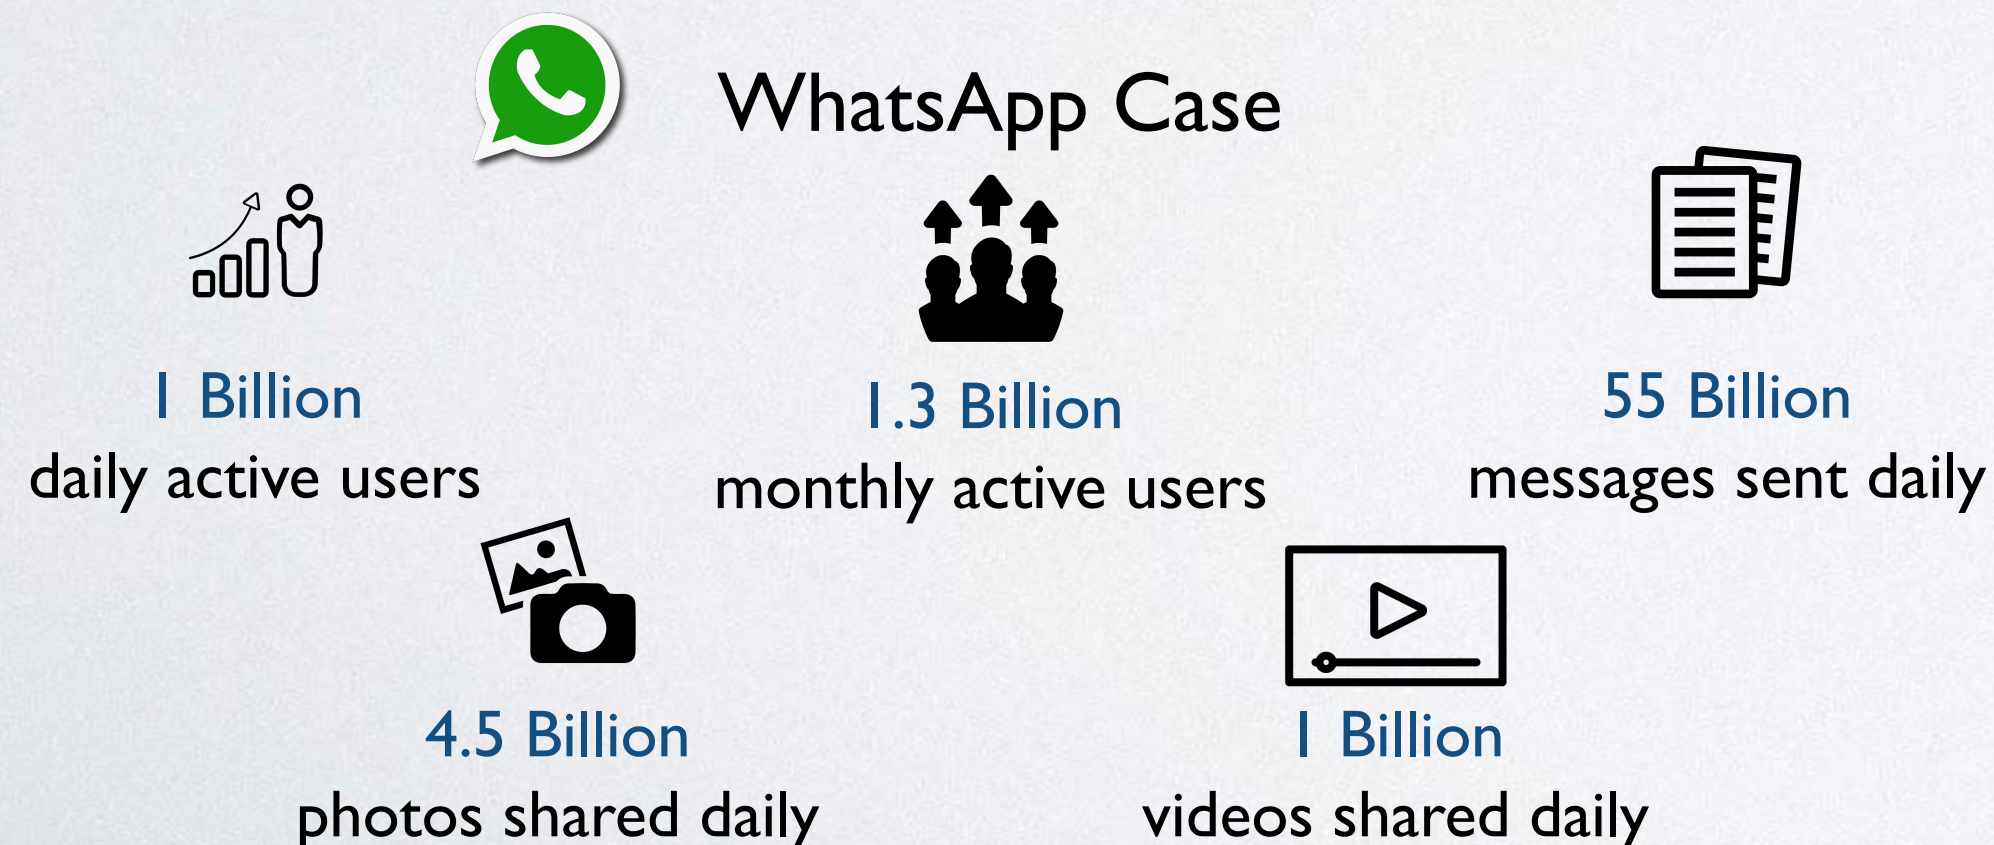 WhatsApp Case
1 Billion
daily active users
1.3 Billion
monthly active users
55 Billion
messages sent daily
4.5 Billion
photos shared daily
1 Billion
videos shared daily